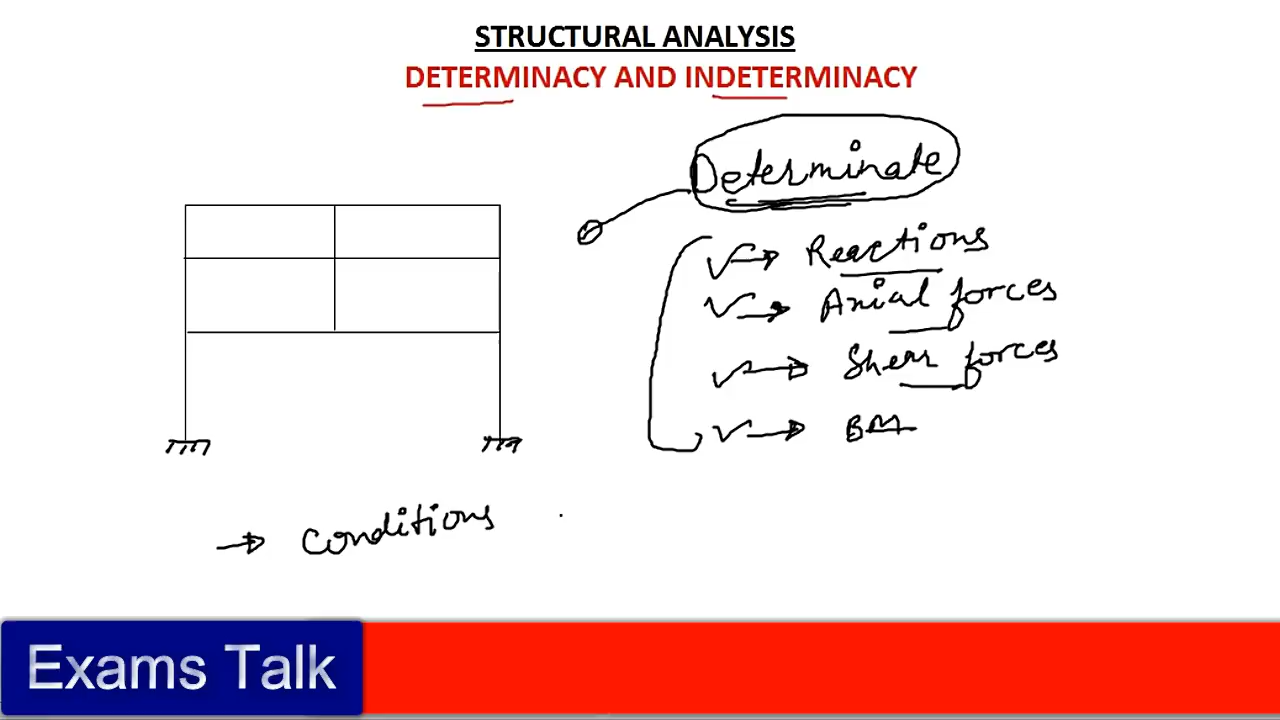 STRUCTURAL ANALYSIS
DETERMINACY AND INDETERMINACY
Determinate
→ Reactions
→ Axial forces
→ Shear forces
→ BM
→ Conditions
Exams Talk